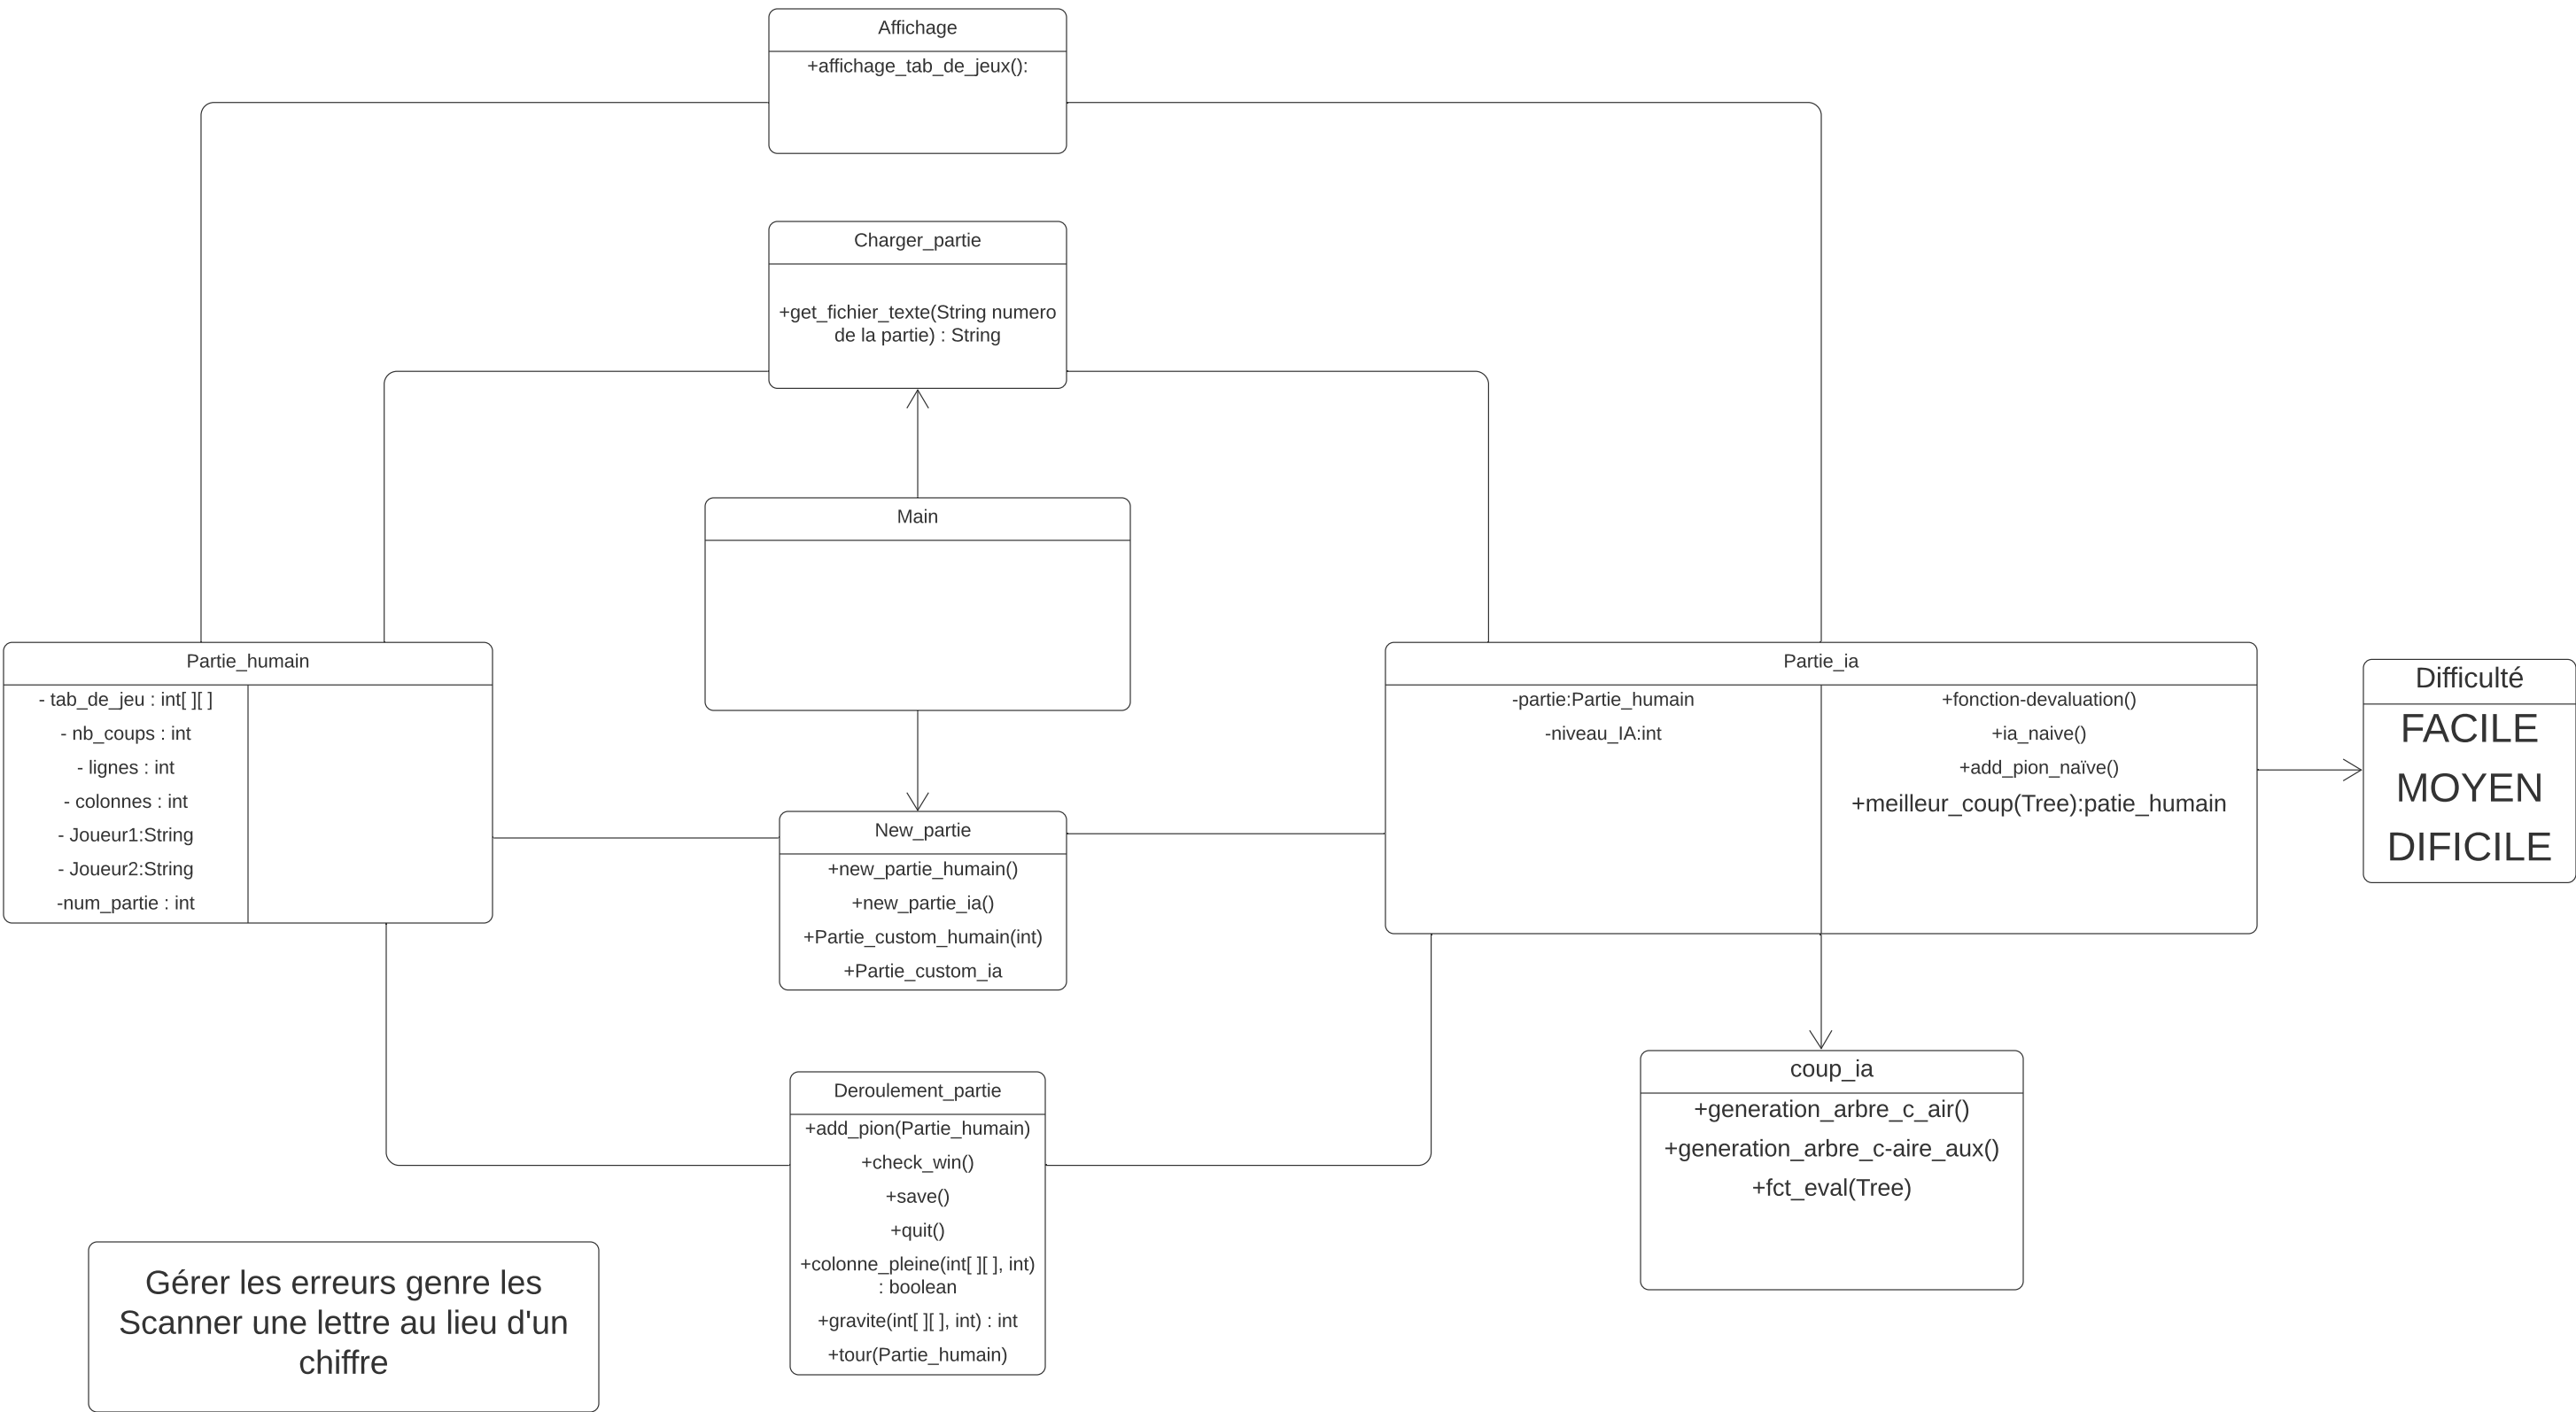 Affichage
+affichage_tab_de_jeux():
Charger_partie
+get_fichier_texte(String numero
de la partie) : String
Main
Partie_humain
- tab_de_jeu : int[ ][ ]
- nb_coups : int
- lignes : int
- colonnes : int
- Joueur1:String
- Joueur2:String
-num_partie : int
New_partie
+new_partie_humain()
+new_partie_ia()
+Partie_custom_humain(int)
+Partie_custom_ia
Partie_ia
-partie:Partie_humain
-niveau_IA:int
+fonction-devaluation()
+ia_naive()
+add_pion_naïve()
+meilleur_coup(Tree):patie_humain
Difficulté
FACILE
MOYEN
DIFICILE
Deroulement_partie
+add_pion(Partie_humain)
+check_win()
+save()
+quit()
+colonne_pleine(int[ ][ ], int)
: boolean
+gravite(int[ ][ ], int) : int
+tour(Partie_humain)
coup_ia
+generation_arbre_c_air()
+generation_arbre_c-aire_aux()
+fct_eval(Tree)
Gérer les erreurs genre les
Scanner une lettre au lieu d'un
chiffre